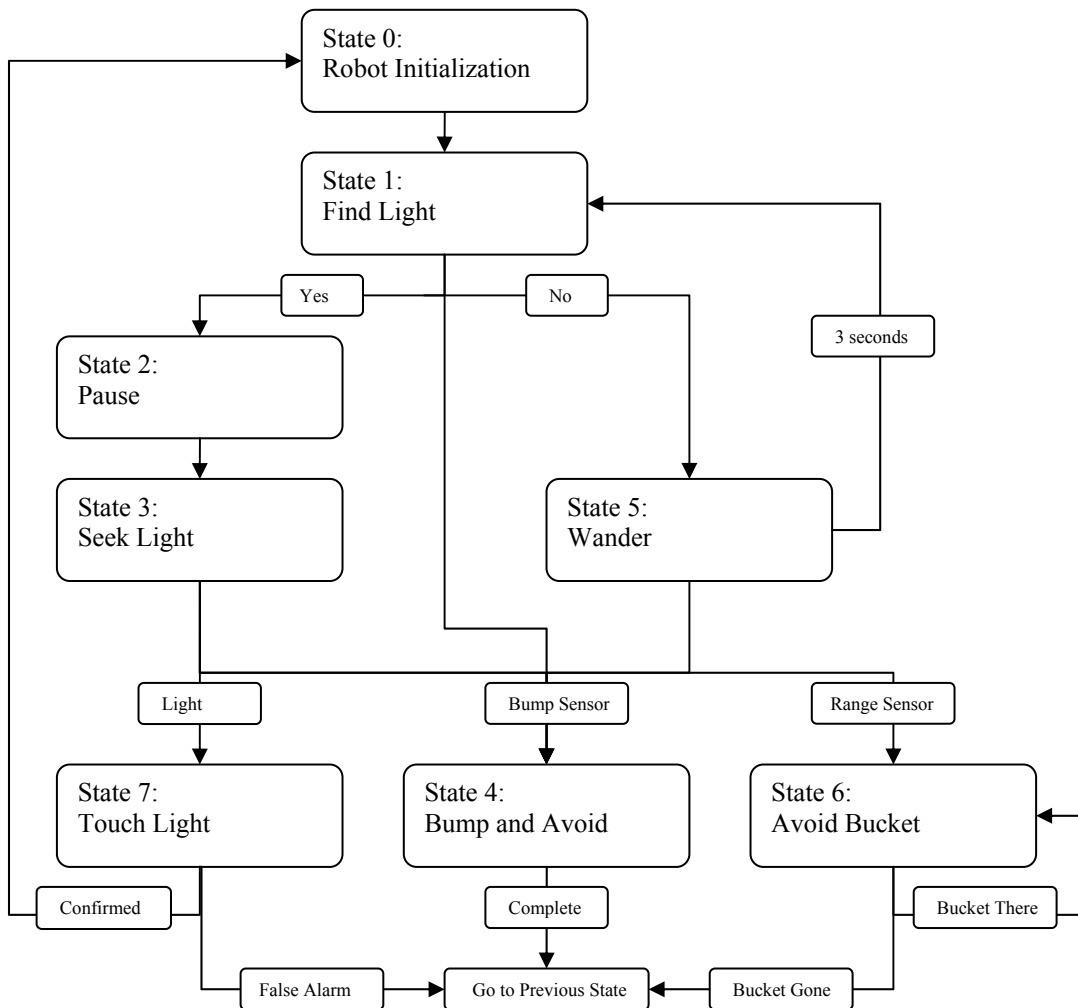 State 0:
Robot Initialization
State 1:
Find Light
Yes
No
3 seconds
State 2:
Pause
State 3:
Seek Light
State 5:
Wander
Light
Bump Sensor
Range Sensor
State 7:
Touch Light
State 4:
Bump and Avoid
State 6:
Avoid Bucket
Confirmed
Complete
Bucket There
False Alarm
Go to Previous State
Bucket Gone